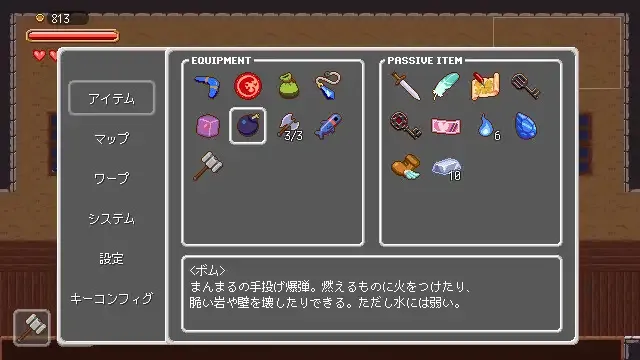 813
EQUIPMENT
PASSIVE ITEM
アイテム
マップ
ワープ
システム
設定
キーコンフィグ
3/3
6
10
<ボム>
まんまるの手投げ爆弾。燃えるものに火をつけたり、
脆い岩や壁を壊したりできる。ただし水には弱い。